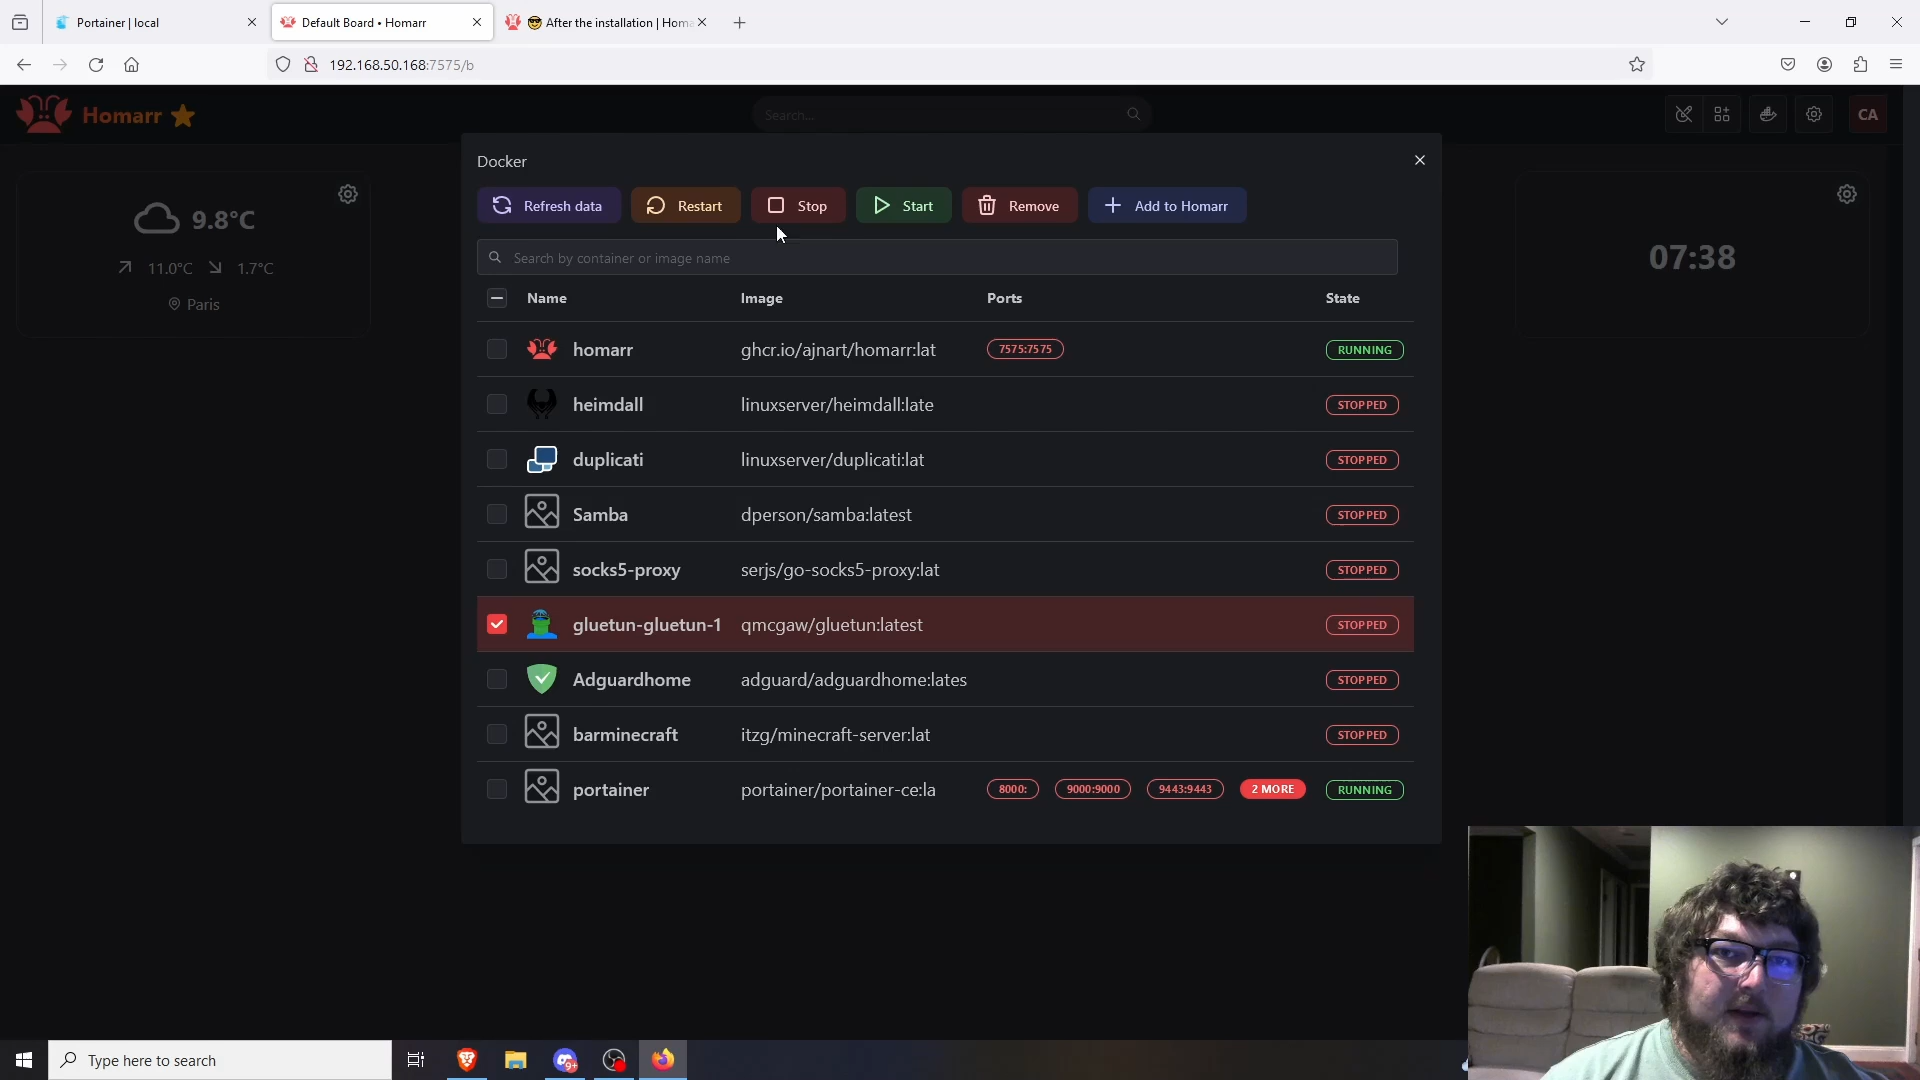 Portainer | local
Default Board • Homarr
After the installation | Homa
192.168.50.168:7575/b
Homarr
Search...
CA
Docker
Refresh data
Restart
Stop
Start
Remove
Add to Homarr
Search by container or image name
9.8°C
11.0°C
1.7°C
Paris
07:38
Name
Image
Ports
State
homarr
ghcr.io/ajnart/homarr:lat
7575:7575
RUNNING
heimdall
linuxserver/heimdall:late
STOPPED
duplicati
linuxserver/duplicati:lat
STOPPED
Samba
dperson/samba:latest
STOPPED
socks5-proxy
serjs/go-socks5-proxy:lat
STOPPED
gluetun-gluetun-1
qmcgaw/gluetun:latest
STOPPED
Adguardhome
adguard/adguardhome:lates
STOPPED
barminecraft
itzg/minecraft-server:lat
STOPPED
portainer
portainer/portainer-ce:la
8000:
9000:9000
9443:9443
2 MORE
RUNNING
Type here to search
9+